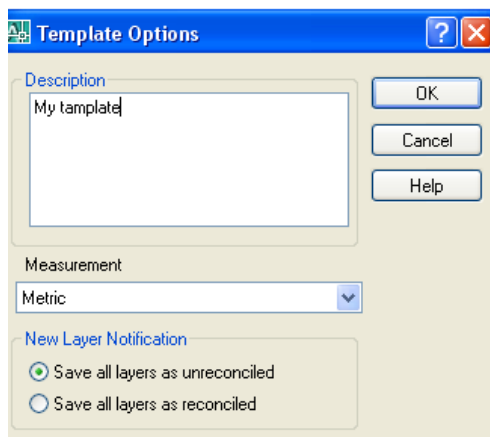 Template Options
Description
My tamplate
OK
Cancel
Help
Measurement
Metric
New Layer Notification
Save all layers as unreconciled
Save all layers as reconciled